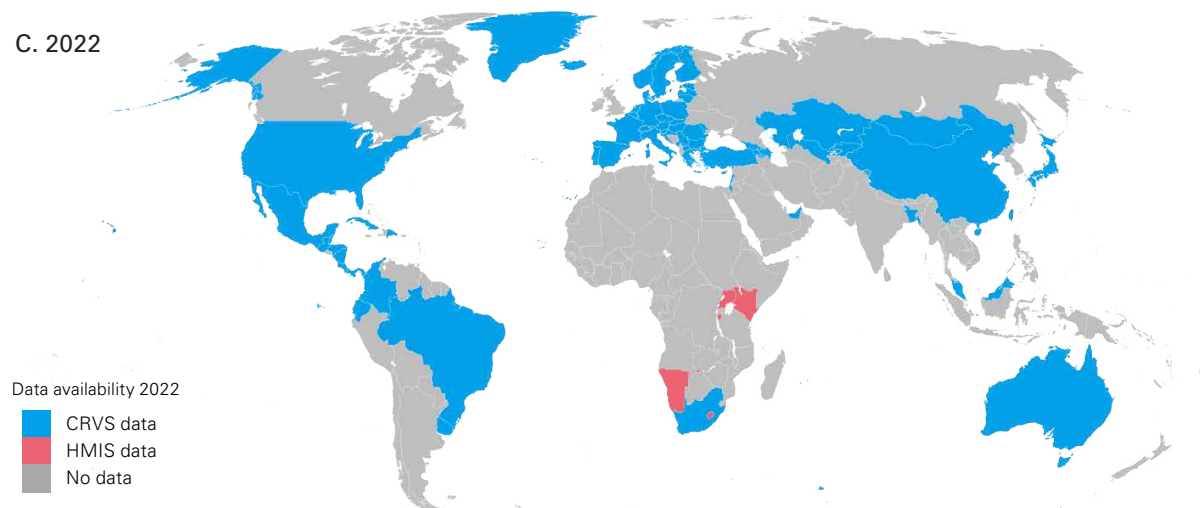 C. 2022
Data availability 2022
CRVS data
HMIS data
No data